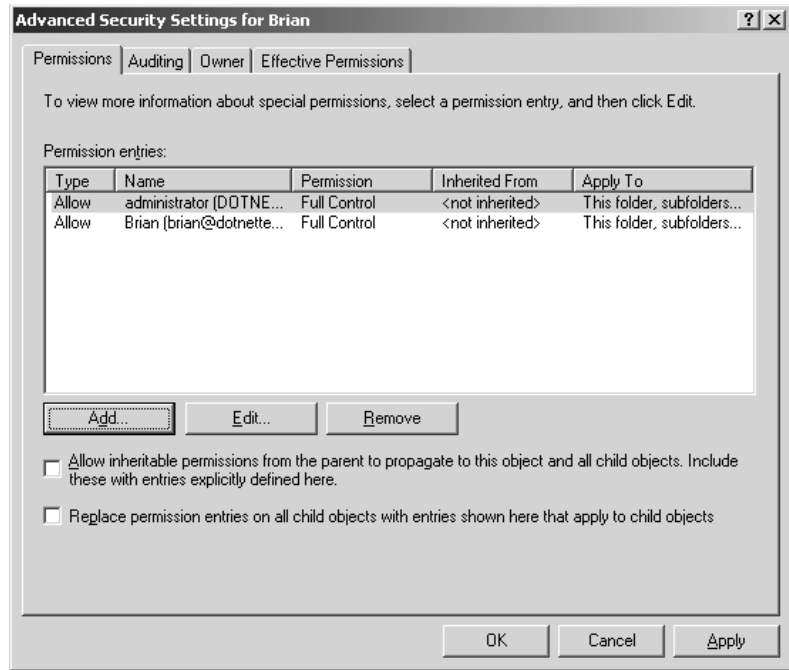 Advanced Security Settings for Brian
Permissions Auditing Owner Effective Permissions
To view more information about special permissions, select a permission entry, and then click Edit.
Permission entries:
Type Name Permission Inherited From Apply To
Allow administrator (DOTNE... Full Control <not inherited> This folder, subfolders...
Allow Brian (brian@dotnette... Full Control <not inherited> This folder, subfolders...
Add... Edit... Remove
Allow inheritable permissions from the parent to propagate to this object and all child objects. Include
these with entries explicitly defined here.
Replace permission entries on all child objects with entries shown here that apply to child objects
OK Cancel Apply